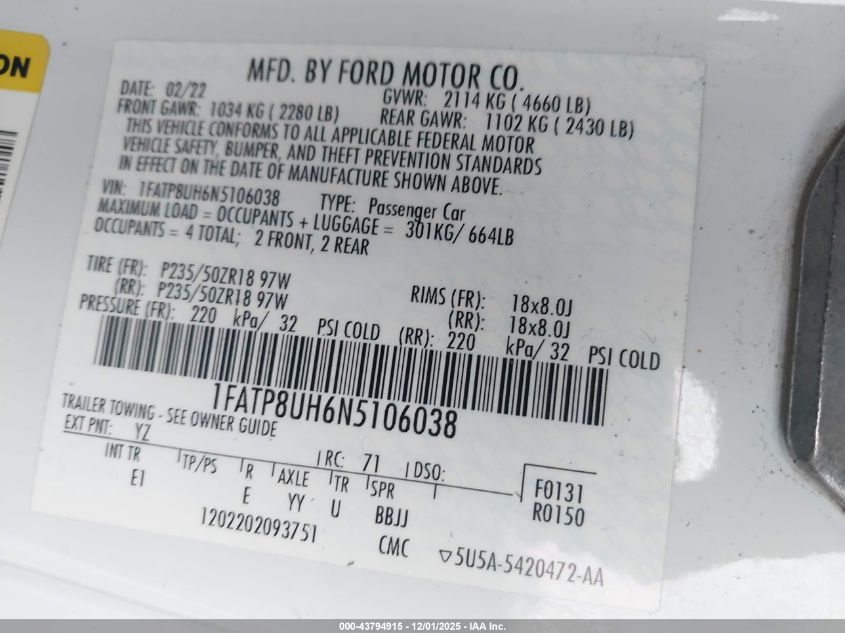 ON
MFD. BY FORD MOTOR CO.
DATE: 02/22 GVWR: 2114 KG ( 4660 LB)
FRONT GAWR: 1034 KG ( 2280 LB) REAR GAWR: 1102 KG ( 2430 LB)
THIS VEHICLE CONFORMS TO ALL APPLICABLE FEDERAL MOTOR
VEHICLE SAFETY, BUMPER, AND THEFT PREVENTION STANDARDS
IN EFFECT ON THE DATE OF MANUFACTURE SHOWN ABOVE.
VIN: 1FATP8UH6N5106038 TYPE: Passenger Car
MAXIMUM LOAD = OCCUPANTS + LUGGAGE = 301KG/ 664LB
OCCUPANTS = 4 TOTAL; 2 FRONT, 2 REAR
TIRE (FR): P235/50ZR18 97W RIMS (FR): 18x8.0J
(RR): P235/50ZR18 97W (RR): 18x8.0J
PRESSURE (FR): 220 kPa/ 32 PSI COLD (RR): 220 kPa/ 32 PSI COLD
1FATP8UH6N5106038
TRAILER TOWING - SEE OWNER GUIDE
EXT PNT: YZ RC: 71 DSO:
INT TR TP/PS R AXLE TR SPR F0131
E1 E YY U BBJJ R0150
1202202093751 CMC 5U5A-5420472-AA
000-43794915 - 12/01/2025 - IAA Inc.